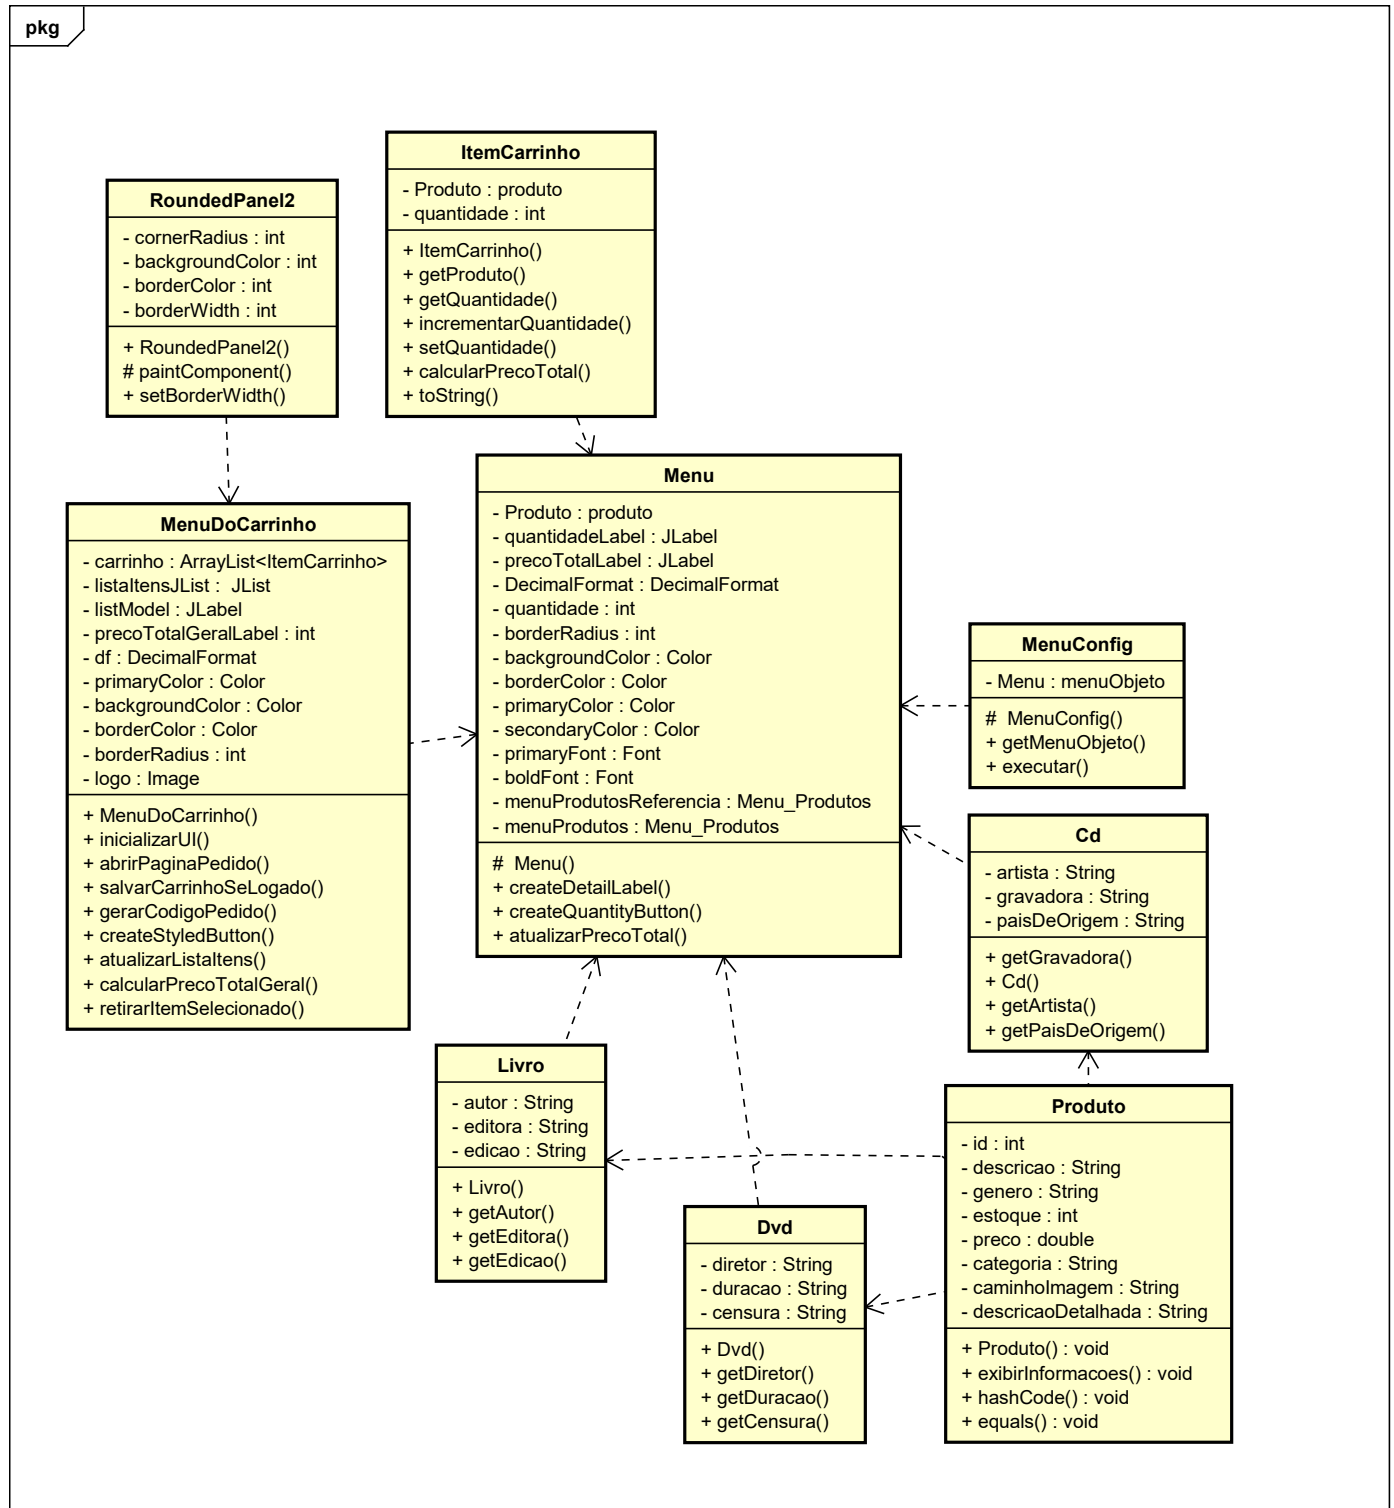 pkg
ItemCarrinho
- Produto : produto
- quantidade : int
+ ItemCarrinho()
+ getProduto()
+ getQuantidade()
+ incrementarQuantidade()
+ setQuantidade()
+ calcularPrecoTotal()
+ toString()
RoundedPanel2
- cornerRadius : int
- backgroundColor : int
- borderColor : int
- borderWidth : int
+ RoundedPanel2()
# paintComponent()
+ setBorderWidth()
Menu
- Produto : produto
- quantidadeLabel : JLabel
- precoTotalLabel : JLabel
- DecimalFormat : DecimalFormat
- quantidade : int
- borderRadius : int
- backgroundColor : Color
- borderColor : Color
- primaryColor : Color
- secondaryColor : Color
- primaryFont : Font
- boldFont : Font
- menuProdutosReferencia : Menu_Produtos
- menuProdutos : Menu_Produtos
# Menu()
+ createDetailLabel()
+ createQuantityButton()
+ atualizarPrecoTotal()
MenuDoCarrinho
- carrinho : ArrayList<ItemCarrinho>
- listaItensJList : JList
- listModel : JLabel
- precoTotalGeralLabel : int
- df : DecimalFormat
- primaryColor : Color
- backgroundColor : Color
- borderColor : Color
- borderRadius : int
- logo : Image
+ MenuDoCarrinho()
+ inicializarUI()
+ abrirPaginaPedido()
+ salvarCarrinhoSeLogado()
+ gerarCodigoPedido()
+ createStyledButton()
+ atualizarListaItens()
+ calcularPrecoTotalGeral()
+ retirarItemSelecionado()
MenuConfig
- Menu : menuObjeto
# MenuConfig()
+ getMenuObjeto()
+ executar()
Cd
- artista : String
- gravadora : String
- paisDeOrigem : String
+ getGravadora()
+ Cd()
+ getArtista()
+ getPaisDeOrigem()
Livro
- autor : String
- editora : String
- edicao : String
+ Livro()
+ getAutor()
+ getEditora()
+ getEdicao()
Produto
- id : int
- descricao : String
- genero : String
- estoque : int
- preco : double
- categoria : String
- caminhoImagem : String
- descricaoDetalhada : String
+ Produto() : void
+ exibirInformacoes() : void
+ hashCode() : void
+ equals() : void
Dvd
- diretor : String
- duracao : String
- censura : String
+ Dvd()
+ getDiretor()
+ getDuracao()
+ getCensura()